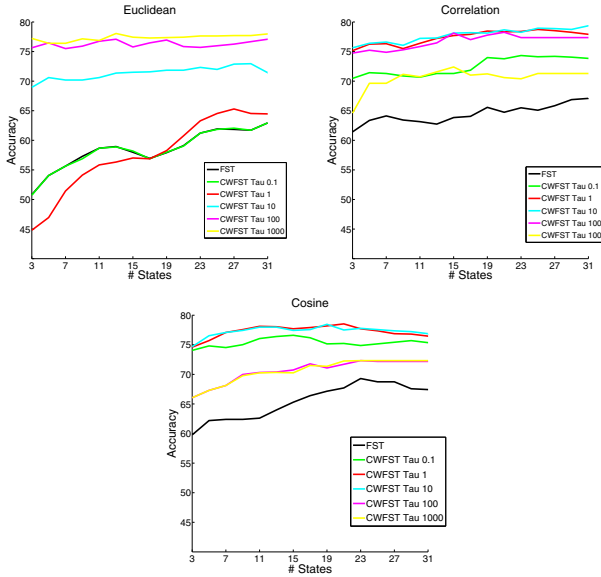 Euclidean
80
75
70
65
60
55
50
45
Accuracy
3 7 11 15 19 23 27 31
# States
FST
CWFST Tau 0.1
CWFST Tau 1
CWFST Tau 10
CWFST Tau 100
CWFST Tau 1000
Correlation
80
75
70
65
60
55
50
45
Accuracy
3 7 11 15 19 23 27 31
# States
FST
CWFST Tau 0.1
CWFST Tau 1
CWFST Tau 10
CWFST Tau 100
CWFST Tau 100
Cosine
80
75
70
65
60
55
50
45
Accuracy
3 7 11 15 19 23 27 31
# States
FST
CWFST Tau 0.1
CWFST Tau 1
CWFST Tau 10
CWFST Tau 100
CWFST Tau 1000